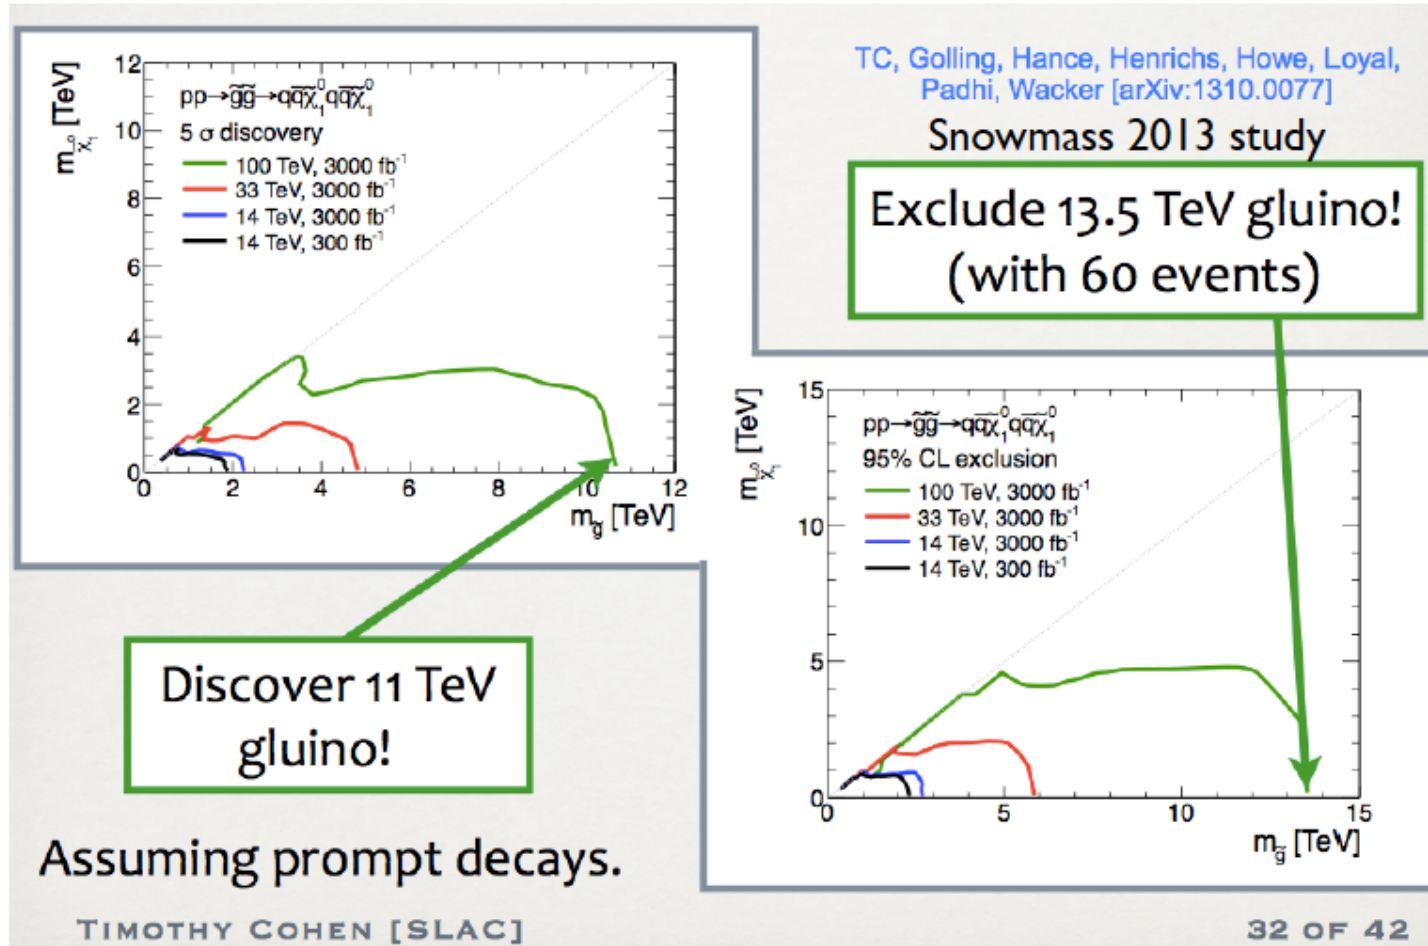 TC, Golling, Hance, Henrichs, Howe, Loyal,
Padhi, Wacker [arXiv:1310.0077]
Snowmass 2013 study
Exclude 13.5 TeV gluino!
(with 60 events)
m_χ̃₁⁰ [TeV]
12
10
8
6
4
2
0
pp→g̃g̃→qq̄χ̃₁⁰qq̄χ̃₁⁰
5 σ discovery
100 TeV, 3000 fb⁻¹
33 TeV, 3000 fb⁻¹
14 TeV, 3000 fb⁻¹
14 TeV, 300 fb⁻¹
0 2 4 6 8 10 12
m_g̃ [TeV]
Discover 11 TeV
gluino!
m_χ̃₁⁰ [TeV]
15
10
5
0
pp→g̃g̃→qq̄χ̃₁⁰qq̄χ̃₁⁰
95% CL exclusion
100 TeV, 3000 fb⁻¹
33 TeV, 3000 fb⁻¹
14 TeV, 3000 fb⁻¹
14 TeV, 300 fb⁻¹
0 5 10 15
m_g̃ [TeV]
Assuming prompt decays.
TIMOTHY COHEN [SLAC]
32 OF 42